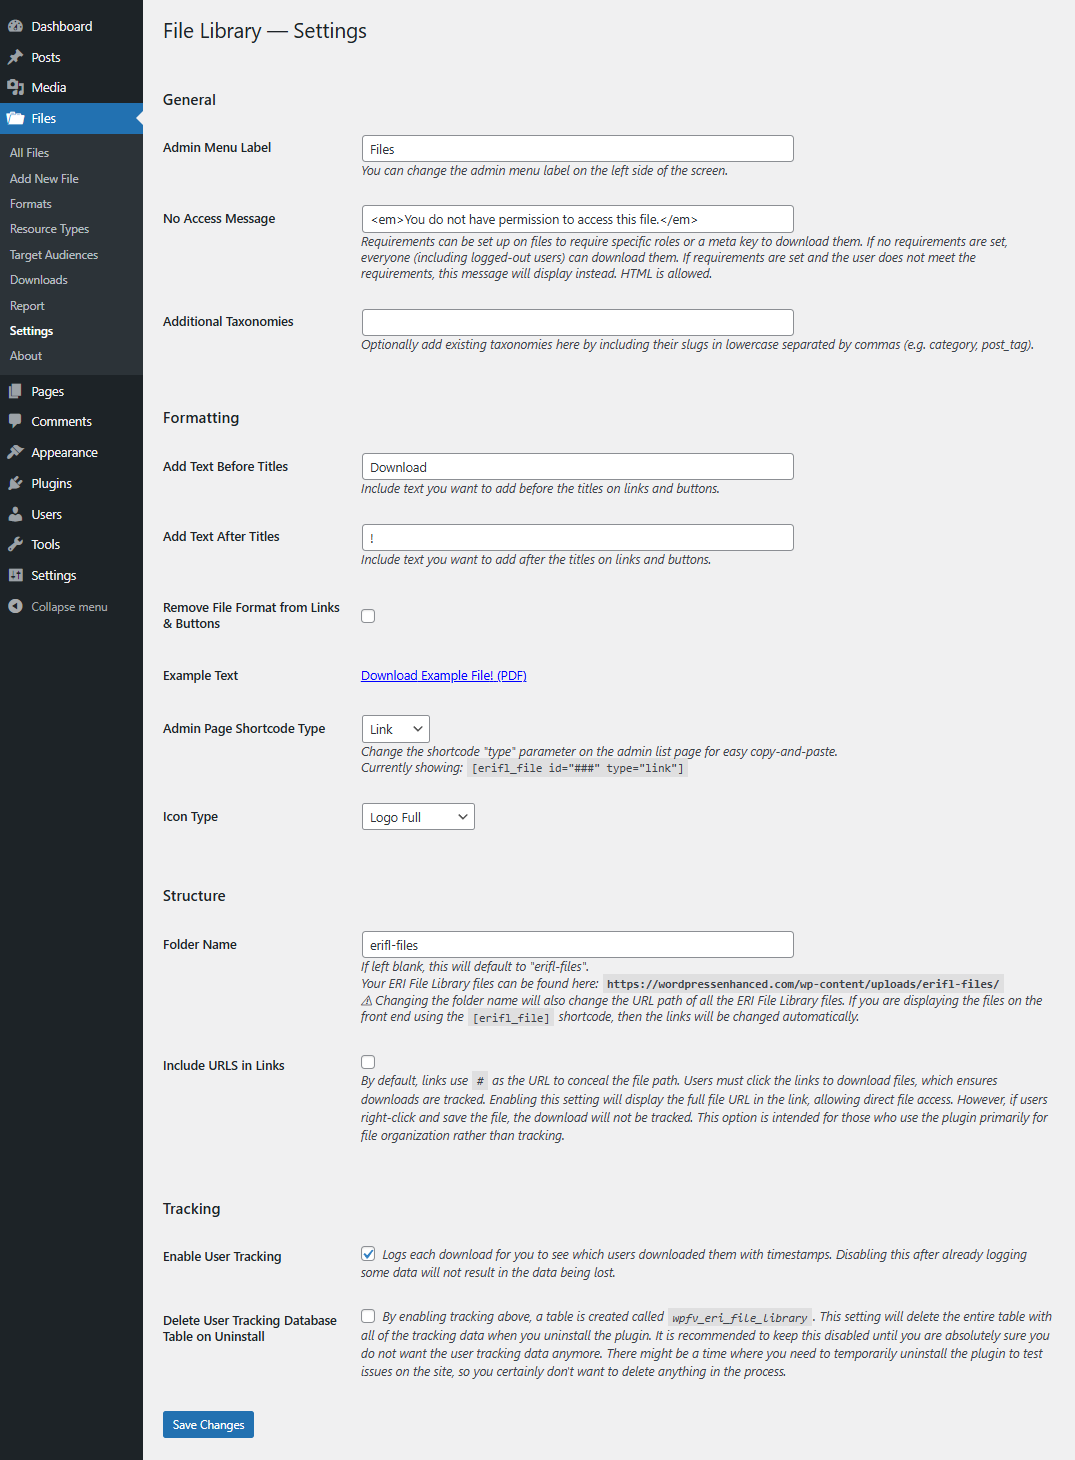 Dashboard
Posts
Media
Files
All Files
Add New File
Formats
Resource Types
Target Audiences
Downloads
Report
Settings
About
Pages
Comments
Appearance
Plugins
Users
Tools
Settings
Collapse menu
File Library — Settings
General
Admin Menu Label
Files
You can change the admin menu label on the left side of the screen.
No Access Message
<em>You do not have permission to access this file.</em>
Requirements can be set up on files to require specific roles or a meta key to download them. If no requirements are set,
everyone (including logged-out users) can download them. If requirements are set and the user does not meet the
requirements, this message will display instead. HTML is allowed.
Additional Taxonomies
Optionally add existing taxonomies here by including their slugs in lowercase separated by commas (e.g. category, post_tag).
Formatting
Add Text Before Titles
Download
Include text you want to add before the titles on links and buttons.
Add Text After Titles
!
Include text you want to add after the titles on links and buttons.
Remove File Format from Links
& Buttons
Example Text
Download Example File! (PDF)
Admin Page Shortcode Type
Link
Change the shortcode "type" parameter on the admin list page for easy copy-and-paste.
Currently showing: [erifl_file id="###" type="link"]
Icon Type
Logo Full
Structure
Folder Name
erifl-files
If left blank, this will default to "erifl-files".
Your ERI File Library files can be found here: https://wordpressenhanced.com/wp-content/uploads/erifl-files/
⚠ Changing the folder name will also change the URL path of all the ERI File Library files. If you are displaying the files on the
front end using the [erifl_file] shortcode, then the links will be changed automatically.
Include URLS in Links
By default, links use # as the URL to conceal the file path. Users must click the links to download files, which ensures
downloads are tracked. Enabling this setting will display the full file URL in the link, allowing direct file access. However, if users
right-click and save the file, the download will not be tracked. This option is intended for those who use the plugin primarily for
file organization rather than tracking.
Tracking
Enable User Tracking
Logs each download for you to see which users downloaded them with timestamps. Disabling this after already logging
some data will not result in the data being lost.
Delete User Tracking Database
Table on Uninstall
By enabling tracking above, a table is created called wpfv_eri_file_library. This setting will delete the entire table with
all of the tracking data when you uninstall the plugin. It is recommended to keep this disabled until you are absolutely sure you
do not want the user tracking data anymore. There might be a time where you need to temporarily uninstall the plugin to test
issues on the site, so you certainly don't want to delete anything in the process.
Save Changes